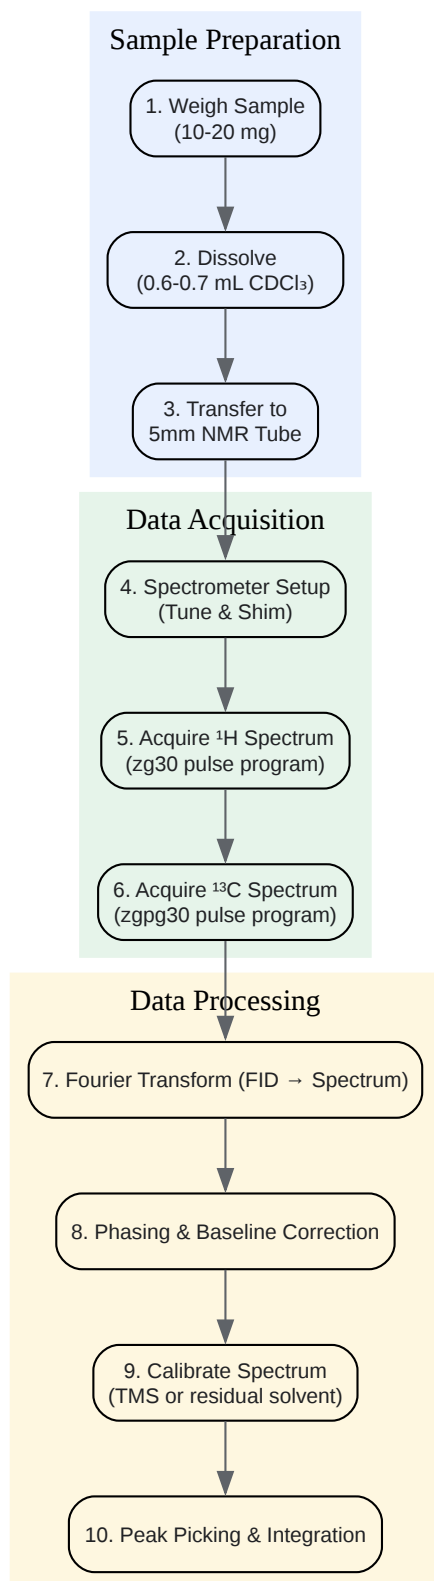 Sample Preparation
1. Weigh Sample
(10-20 mg)
2. Dissolve
(0.6-0.7 mL CDCl₃)
3. Transfer to
5mm NMR Tube
Data Acquisition
4. Spectrometer Setup
(Tune & Shim)
5. Acquire ¹H Spectrum
(zg30 pulse program)
6. Acquire ¹³C Spectrum
(zgpg30 pulse program)
Data Processing
7. Fourier Transform (FID → Spectrum)
8. Phasing & Baseline Correction
9. Calibrate Spectrum
(TMS or residual solvent)
10. Peak Picking & Integration